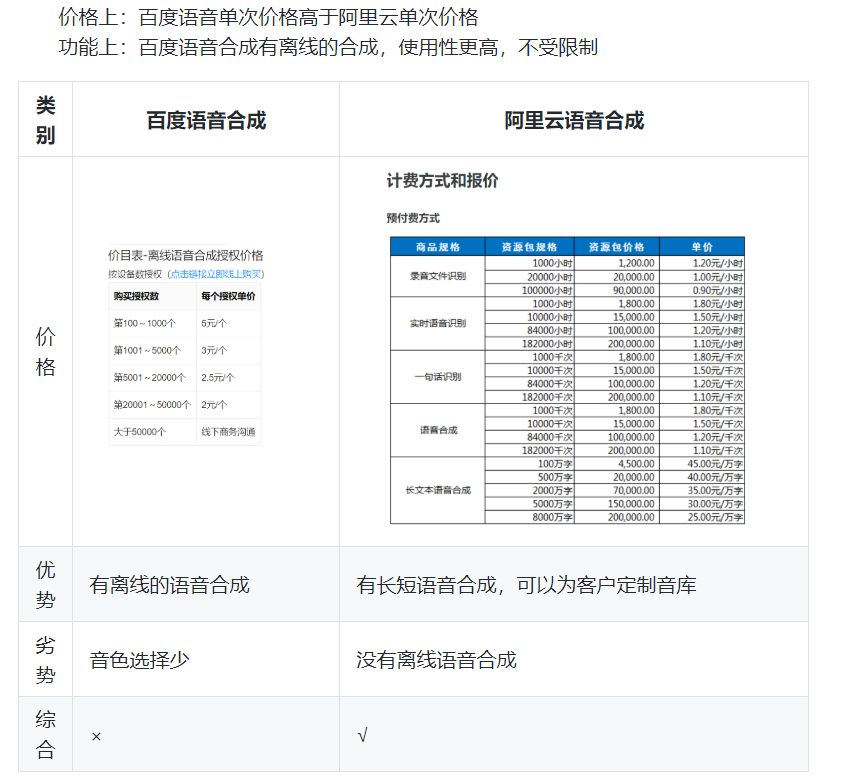 价格上：百度语音单次价格高于阿里云单次价格
功能上：百度语音合成有离线的合成，使用性更高，不受限制
类别 百度语音合成 阿里云语音合成
价格
价目表-离线语音合成授权价格
按设备数授权（点击链接立即线上购买）
购买授权数 每个授权单价
第100～1000个 5元/个
第1001～5000个 3元/个
第5001～20000个 2.5元/个
第20001～50000个 2元/个
大于50000个 线下商务沟通
计费方式和报价
预付费方式
商品规格 资源包规格 资源包价格 单价
录音文件识别
1000小时 1,200.00 1.20元/小时
20000小时 20,000.00 1.00元/小时
100000小时 90,000.00 0.90元/小时
实时语音识别
1000小时 1,800.00 1.80元/小时
10000小时 15,000.00 1.50元/小时
84000小时 100,000.00 1.20元/小时
182000小时 200,000.00 1.10元/小时
一句话识别
1000千次 1,800.00 1.80元/千次
10000千次 15,000.00 1.50元/千次
84000千次 100,000.00 1.20元/千次
182000千次 200,000.00 1.10元/千次
语音合成
1000千次 1,800.00 1.80元/千次
10000千次 15,000.00 1.50元/千次
84000千次 100,000.00 1.20元/千次
182000千次 200,000.00 1.10元/千次
长文本语音合成
100万字 4,500.00 45.00元/万字
500万字 20,000.00 40.00元/万字
2000万字 70,000.00 35.00元/万字
5000万字 150,000.00 30.00元/万字
8000万字 200,000.00 25.00元/万字
优势 有离线的语音合成 有长短语音合成，可以为客户定制音库
劣势 音色选择少 没有离线语音合成
综合 × √